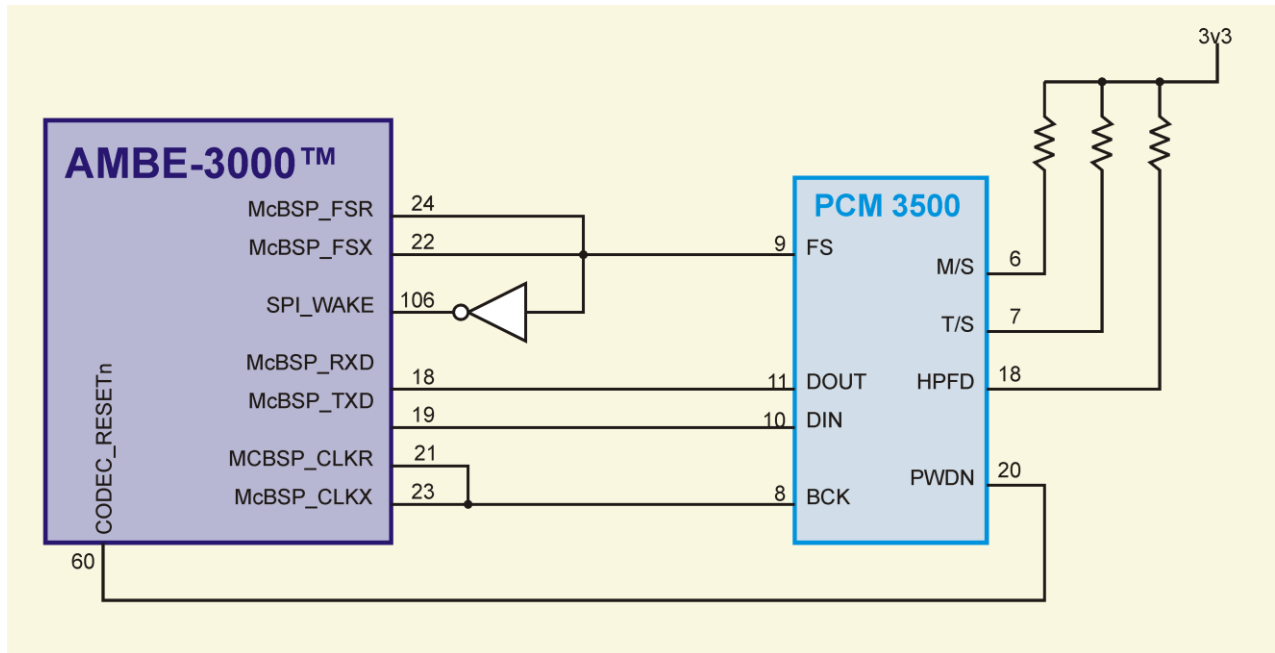 3v3
AMBE-3000™
McBSP_FSR 24
McBSP_FSX 22
SPI_WAKE 106
McBSP_RXD 18
McBSP_TXD 19
MCBSP_CLKR 21
McBSP_CLKX 23
CODEC_RESETn
60
PCM 3500
9 FS
11 DOUT
10 DIN
8 BCK
M/S 6
T/S 7
HPFD 18
PWDN 20